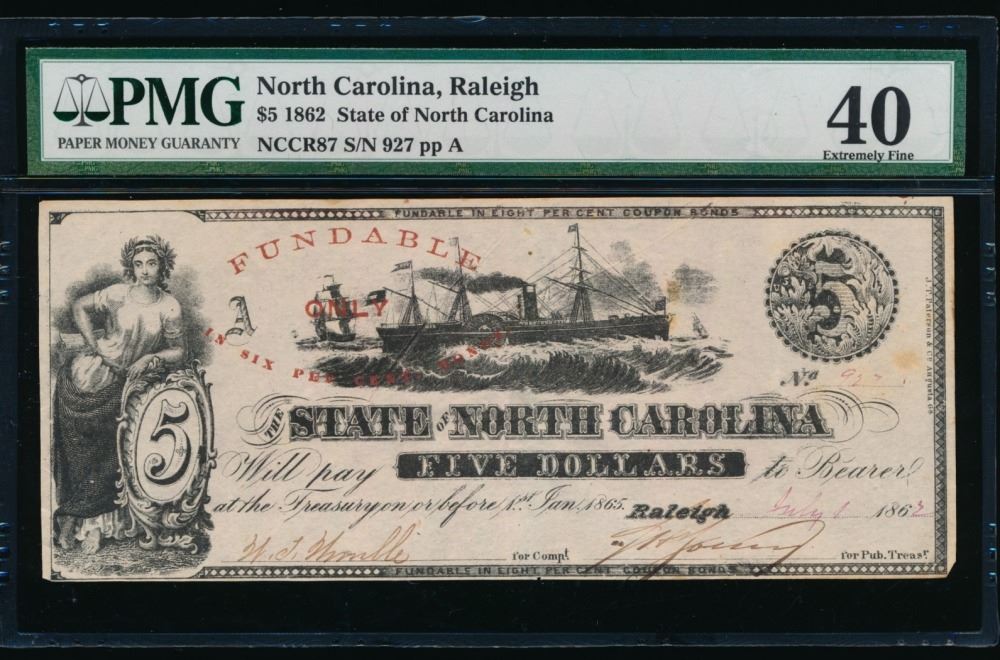 PMG
PAPER MONEY GUARANTY
North Carolina, Raleigh
$5 1862 State of North Carolina
NCCR87 S/N 927 pp A
40
Extremely Fine
FUNDABLE IN EIGHT PER CENT COUPON BONDS
FUNDABLE
ONLY
IN SIX PER CENT BONDS
A
5
No. 927
THE STATE OF NORTH CAROLINA
5
Will pay FIVE DOLLARS to Bearer
at the Treasury on or before 1st Jan. 1865. Raleigh July 1 1862
for Compt. for Pub. Treasr.
FUNDABLE IN EIGHT PER CENT COUPON BONDS